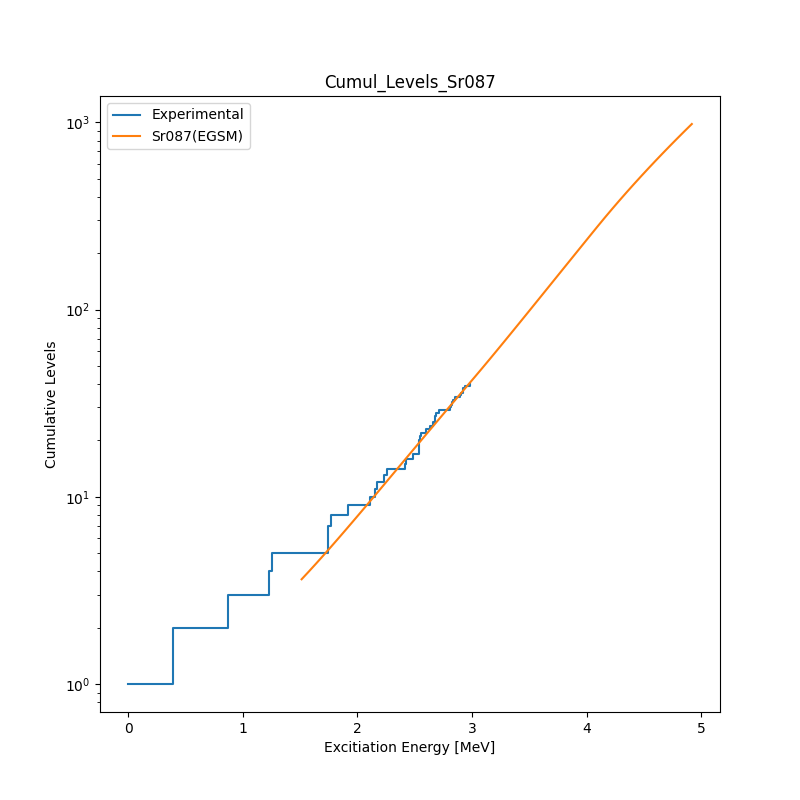 Cumul_Levels_Sr087
Experimental
Sr087(EGSM)
10³
10²
10¹
10⁰
Cumulative Levels
0 1 2 3 4 5
Excitiation Energy [MeV]